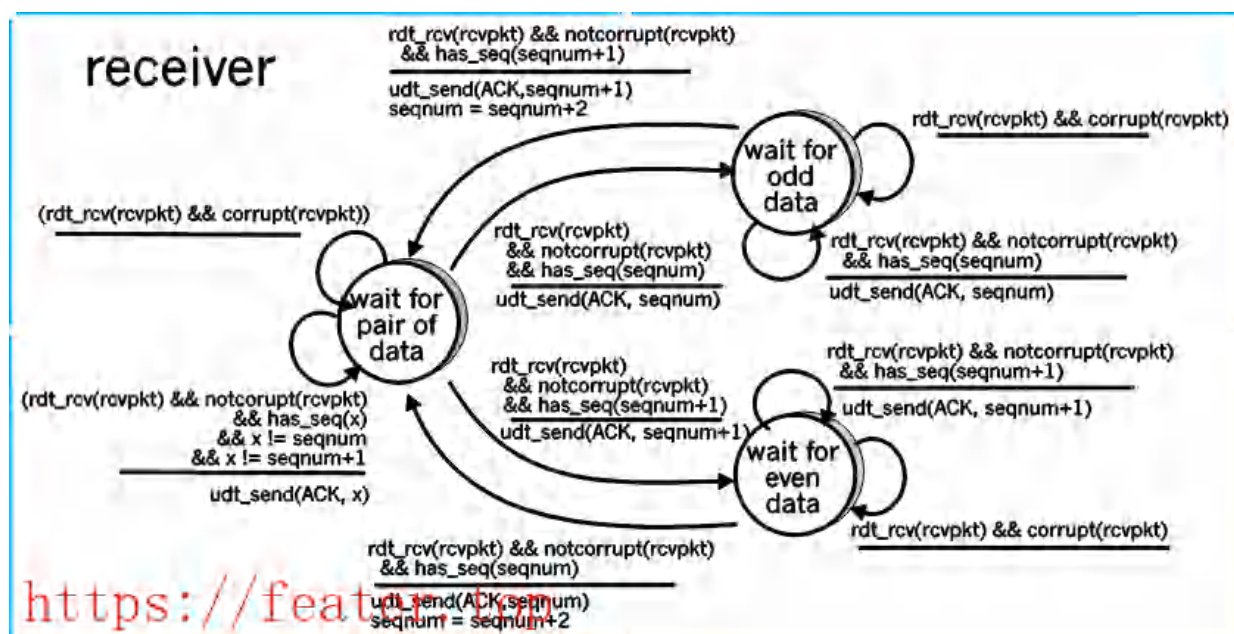 receiver
rdt_rcv(rcvpkt) && notcorrupt(rcvpkt)
&& has_seq(seqnum+1)
udt_send(ACK,seqnum+1)
seqnum = seqnum+2
wait for
odd
data
rdt_rcv(rcvpkt) && corrupt(rcvpkt)
(rdt_rcv(rcvpkt) && corrupt(rcvpkt))
rdt_rcv(rcvpkt)
&& notcorrupt(rcvpkt)
&& has_seq(seqnum)
udt_send(ACK, seqnum)
rdt_rcv(rcvpkt) && notcorrupt(rcvpkt)
&& has_seq(seqnum)
udt_send(ACK, seqnum)
wait for
pair of
data
rdt_rcv(rcvpkt)
&& notcorrupt(rcvpkt)
&& has_seq(seqnum+1)
udt_send(ACK, seqnum+1)
rdt_rcv(rcvpkt) && notcorrupt(rcvpkt)
&& has_seq(seqnum+1)
udt_send(ACK, seqnum+1)
(rdt_rcv(rcvpkt) && notcorupt(rcvpkt)
&& has_seq(x)
&& x != seqnum
&& x != seqnum+1
udt_send(ACK, x)
wait for
even
data
rdt_rcv(rcvpkt) && corrupt(rcvpkt)
rdt_rcv(rcvpkt) && notcorrupt(rcvpkt)
&& has_seq(seqnum)
udt_send(ACK,seqnum)
seqnum = seqnum+2
https://feater.top